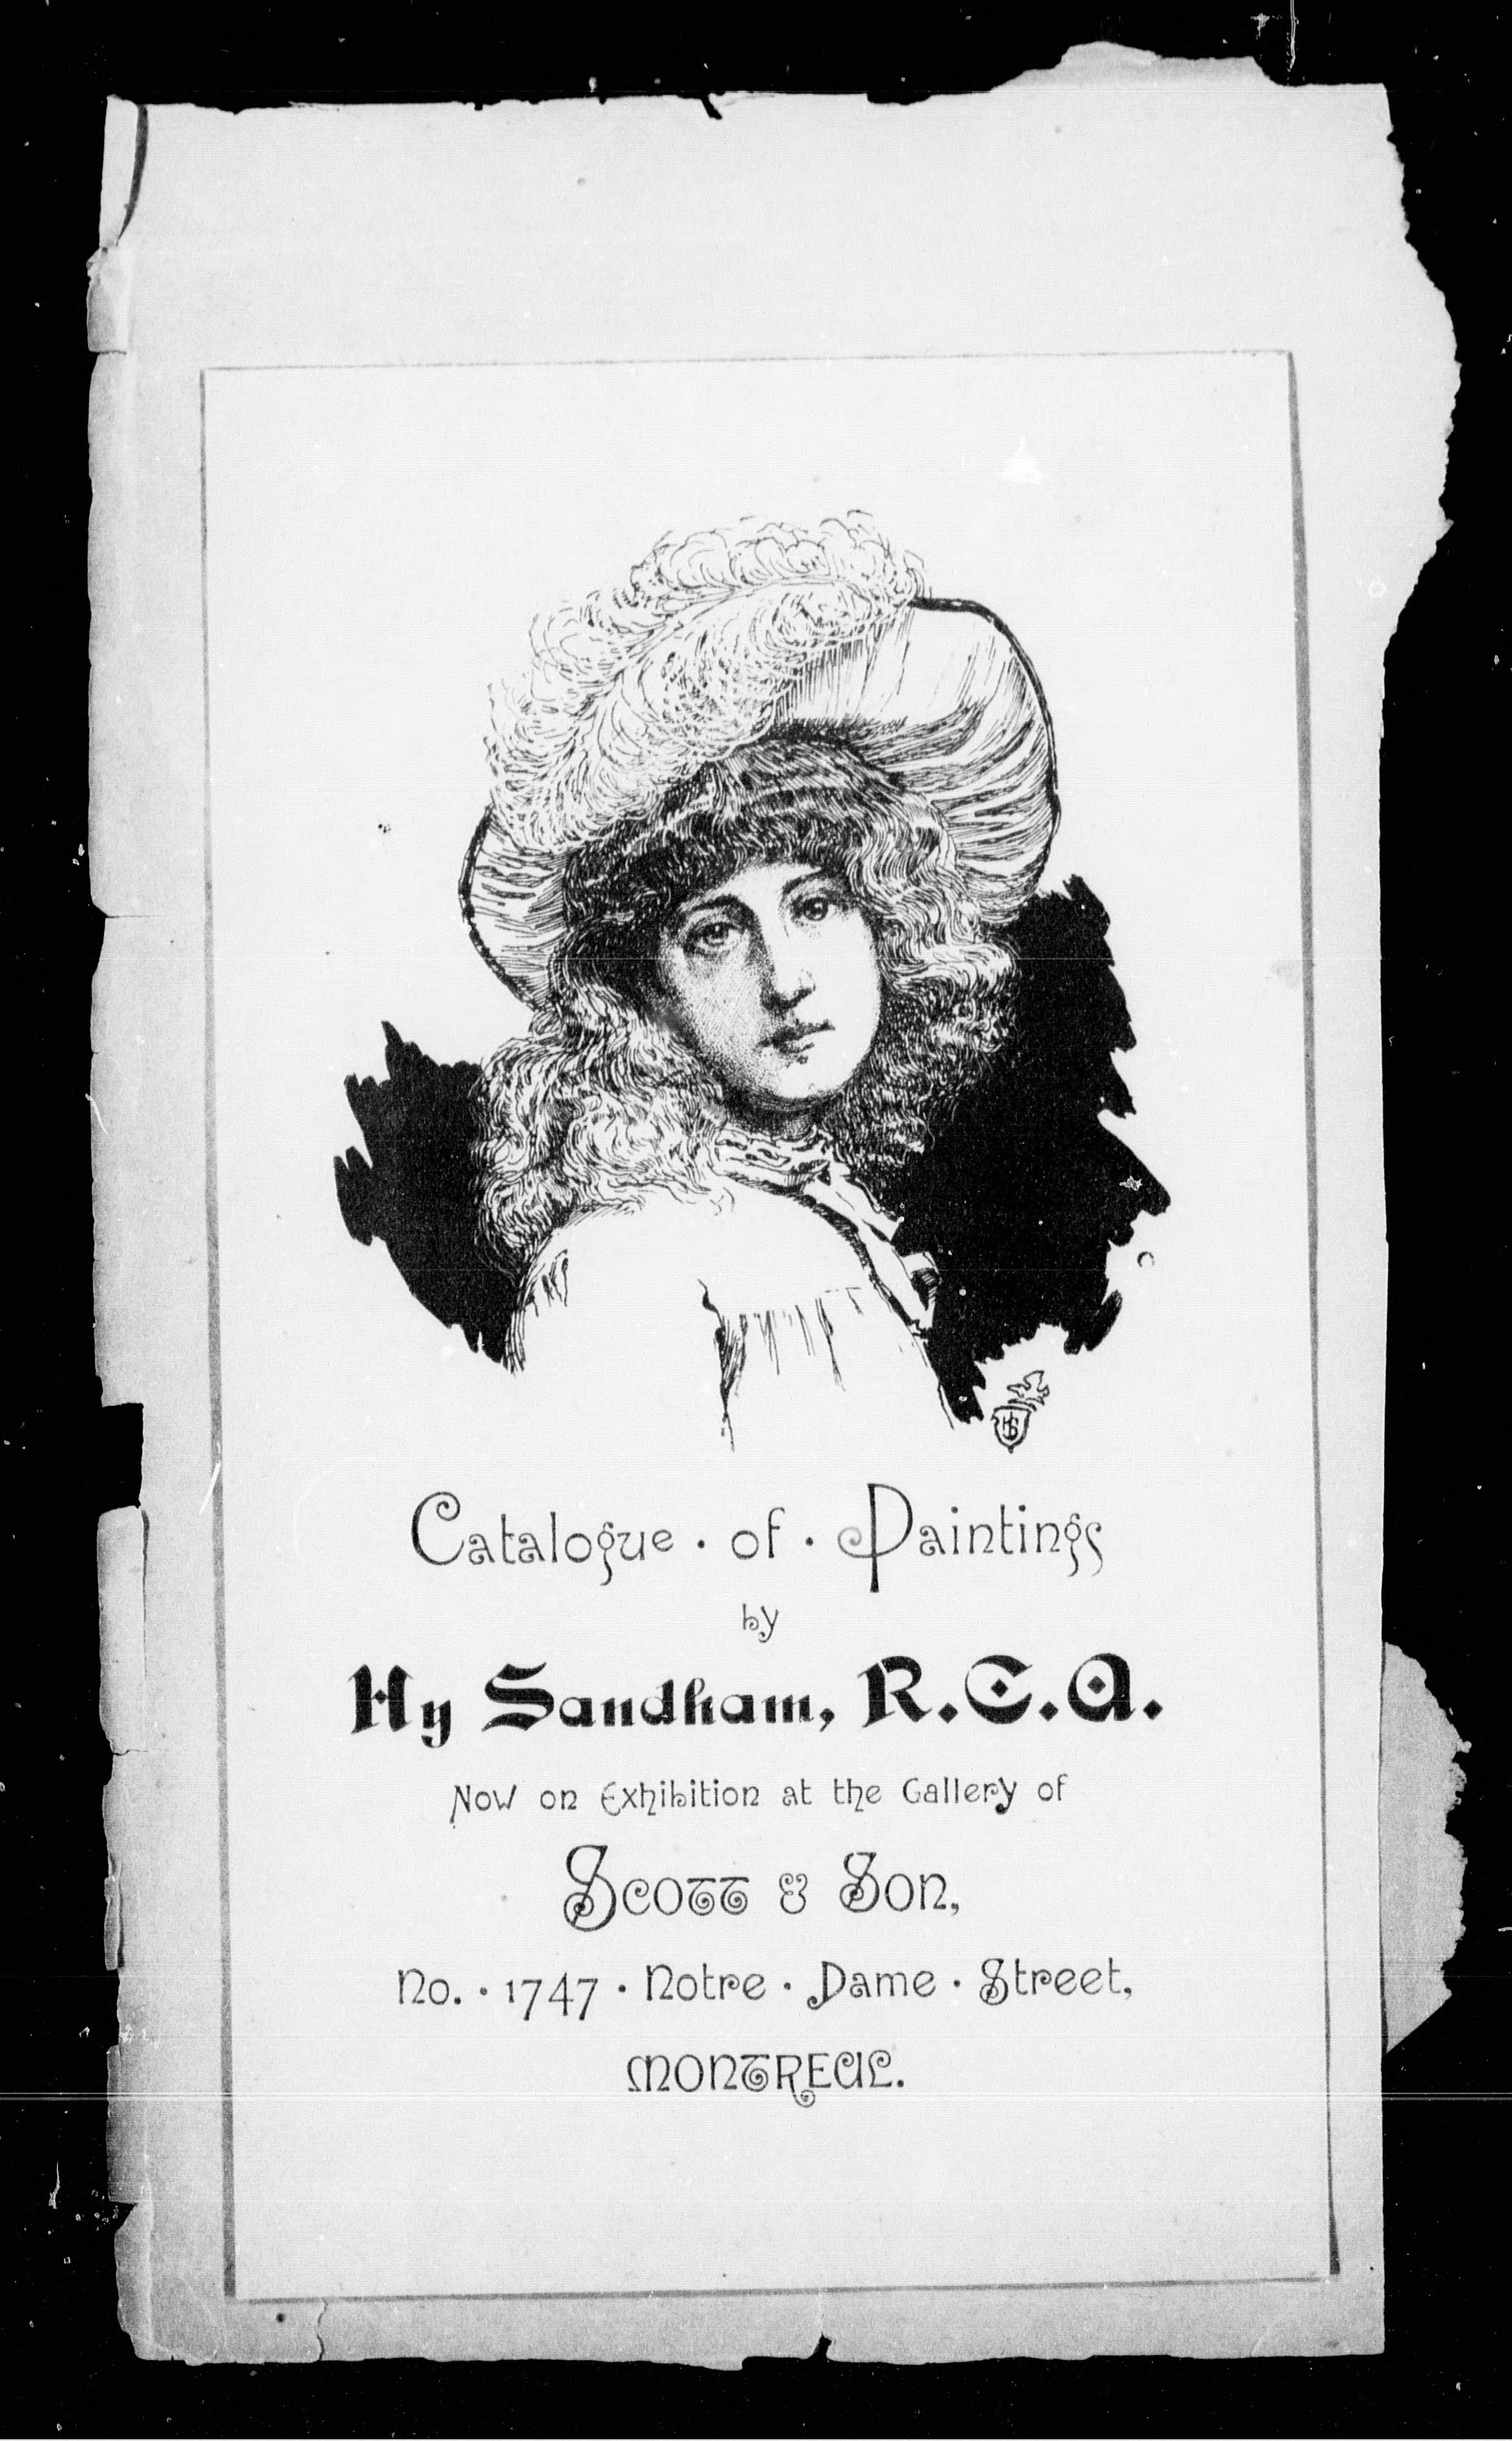 HS
Catalogue · of · Paintings
by
Hy Sandham, R.C.A.
Now on Exhibition at the Gallery of
Scott & Son,
No. · 1747 · Notre · Dame · Street,
MONTREAL.